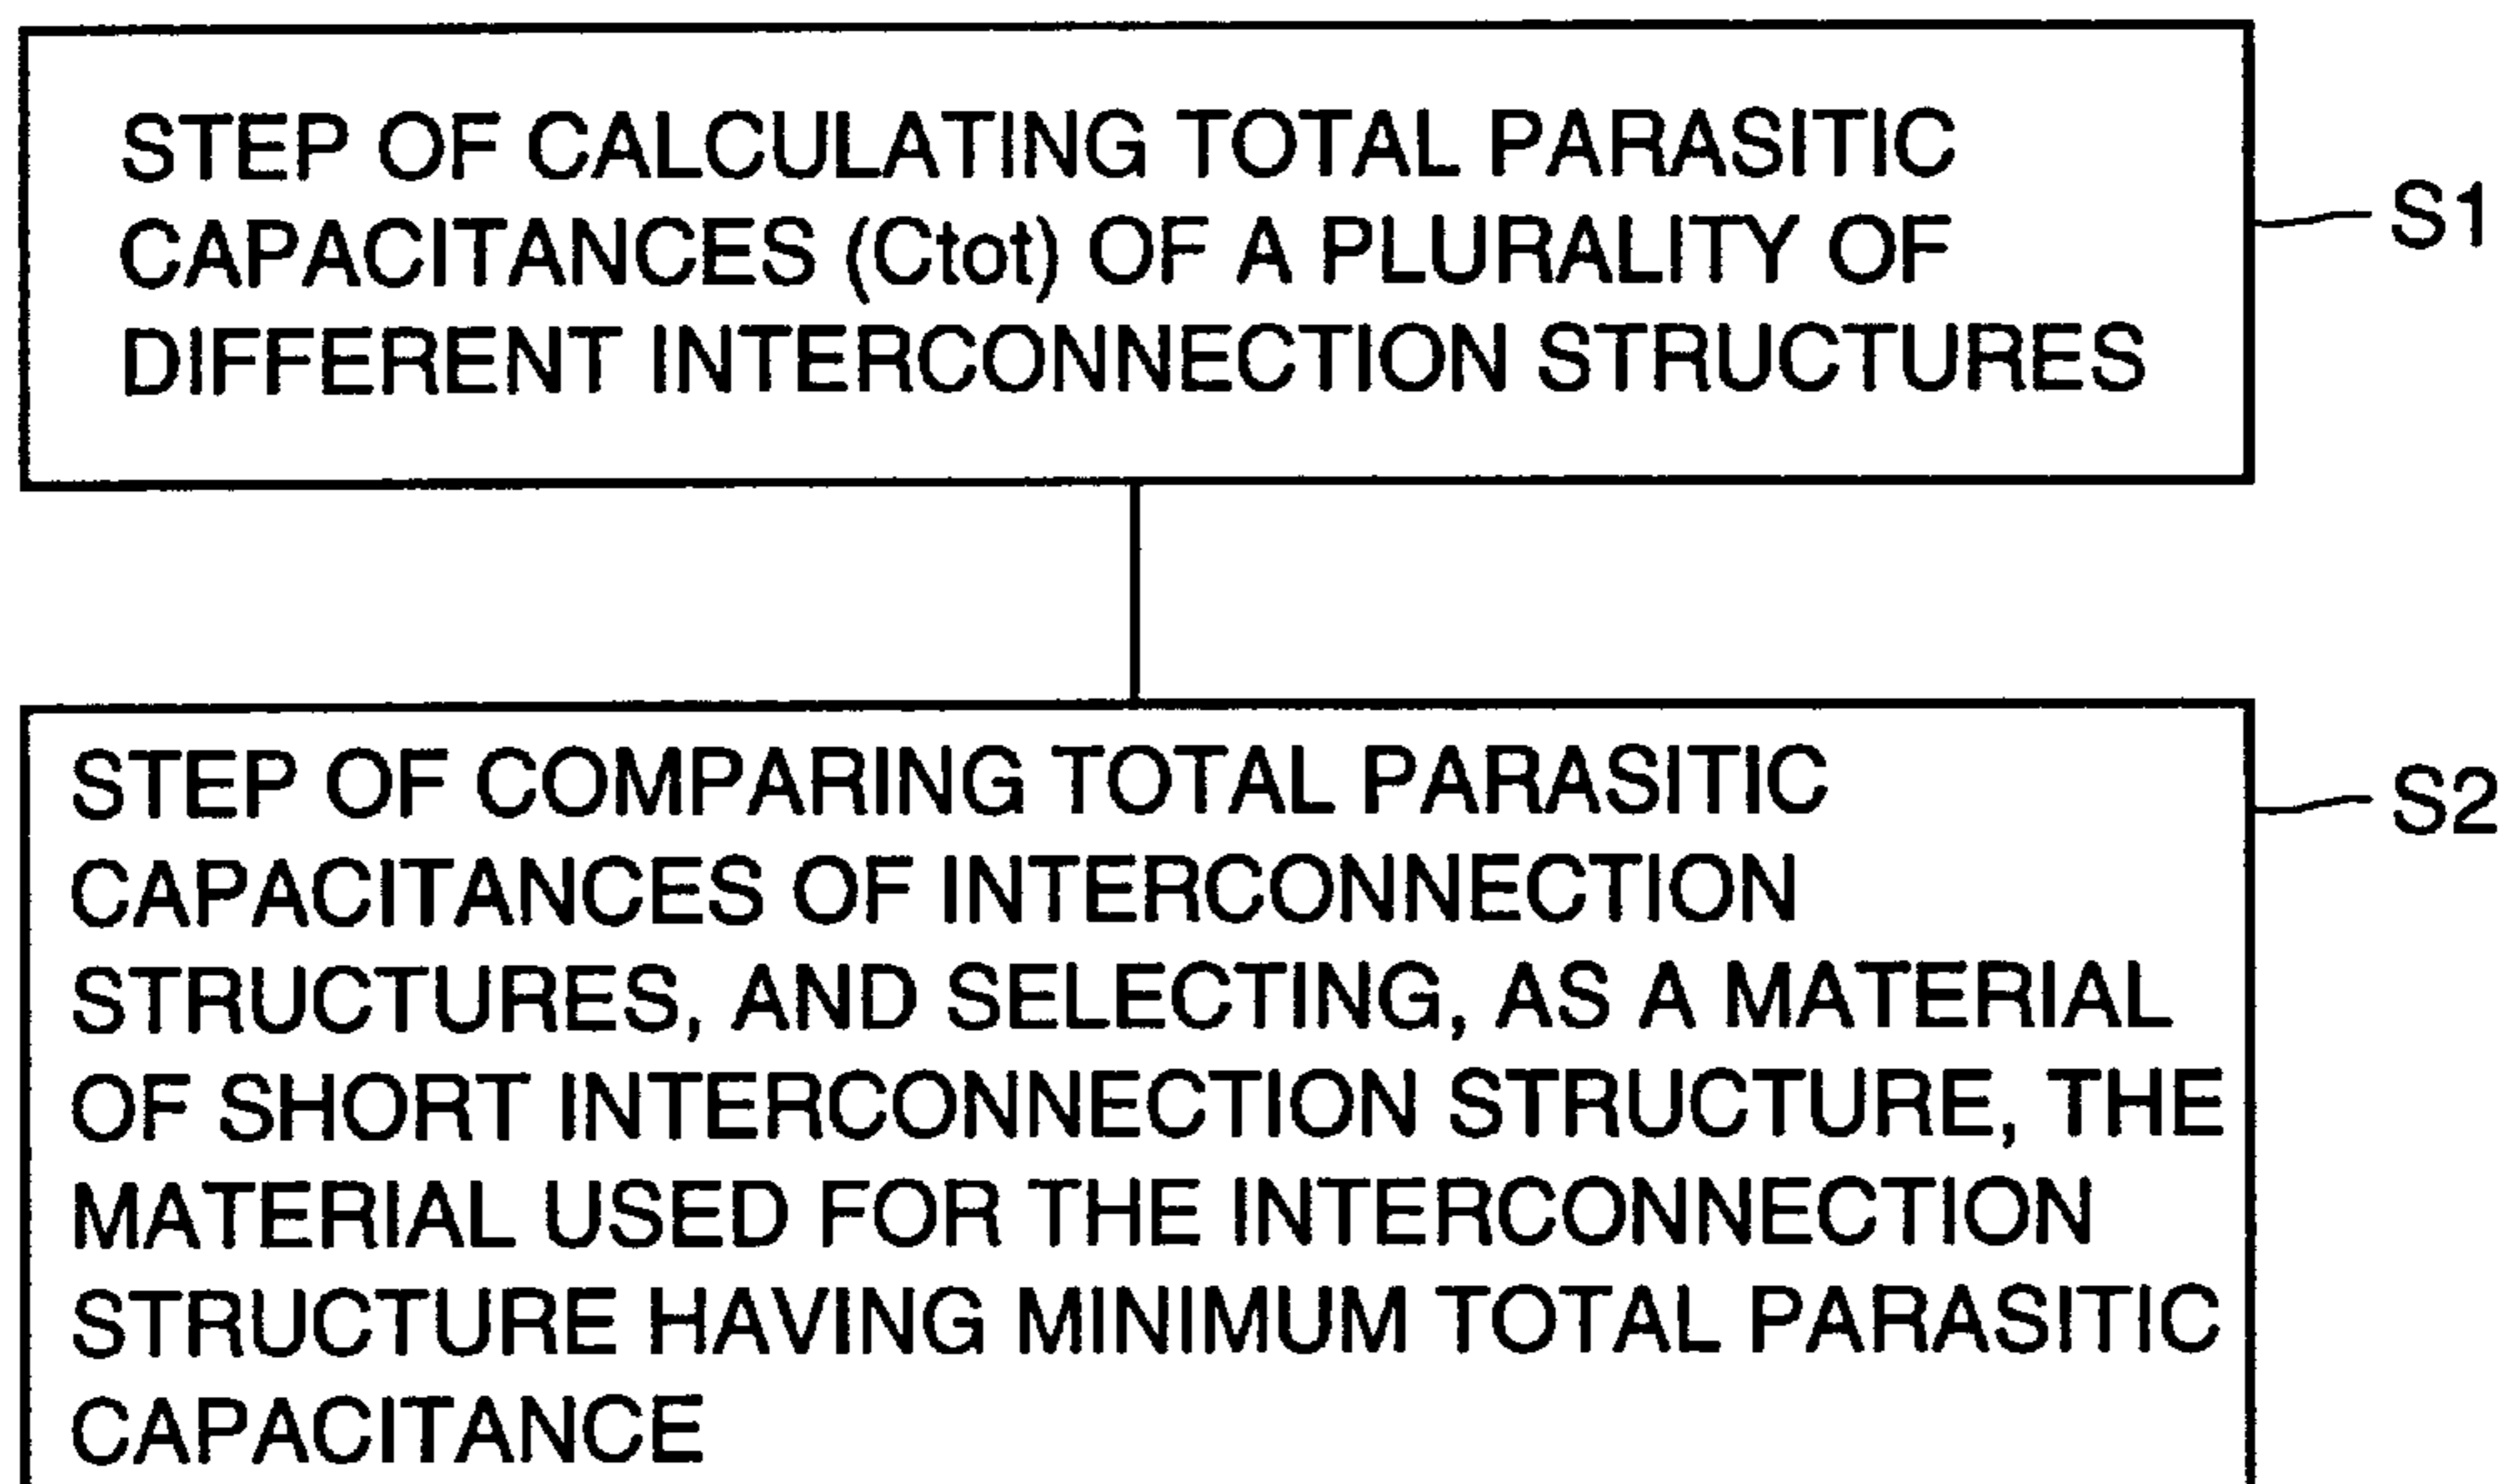 STEP OF CALCULATING TOTAL PARASITIC
CAPACITANCES (Ctot) OF A PLURALITY OF
DIFFERENT INTERCONNECTION STRUCTURES
S1
STEP OF COMPARING TOTAL PARASITIC
CAPACITANCES OF INTERCONNECTION
STRUCTURES, AND SELECTING, AS A MATERIAL
OF SHORT INTERCONNECTION STRUCTURE, THE
MATERIAL USED FOR THE INTERCONNECTION
STRUCTURE HAVING MINIMUM TOTAL PARASITIC
CAPACITANCE
S2